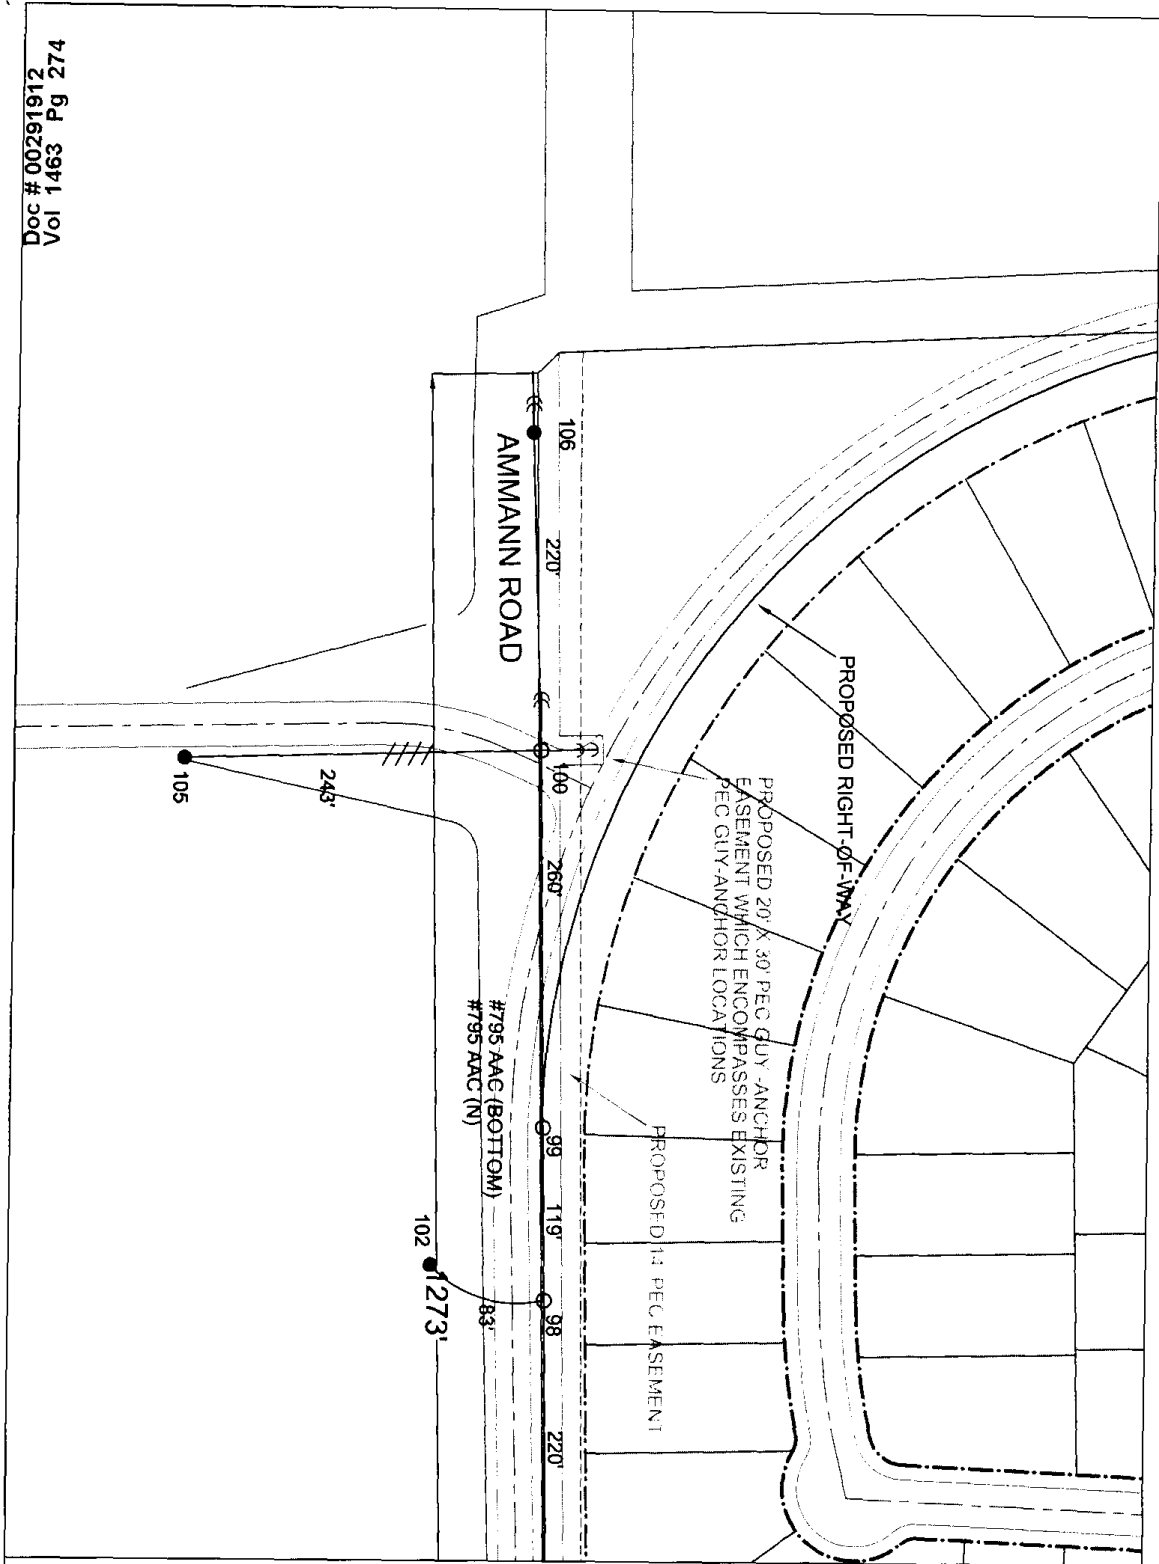 Doc # 00291912
Vol 1463 Pg 274
PROPOSED RIGHT-OF-WAY
PROPOSED 20' X 30' PEC GUY-ANCHOR
EASEMENT WHICH ENCOMPASSES EXISTING
PEC GUY-ANCHOR LOCATIONS
PROPOSED 14' PEC EASEMENT
106
220'
100
260'
99
119'
98
220'
AMMANN ROAD
#795 AAC (BOTTOM)
#795 AAC (N)
83'
102
1273'
243'
105